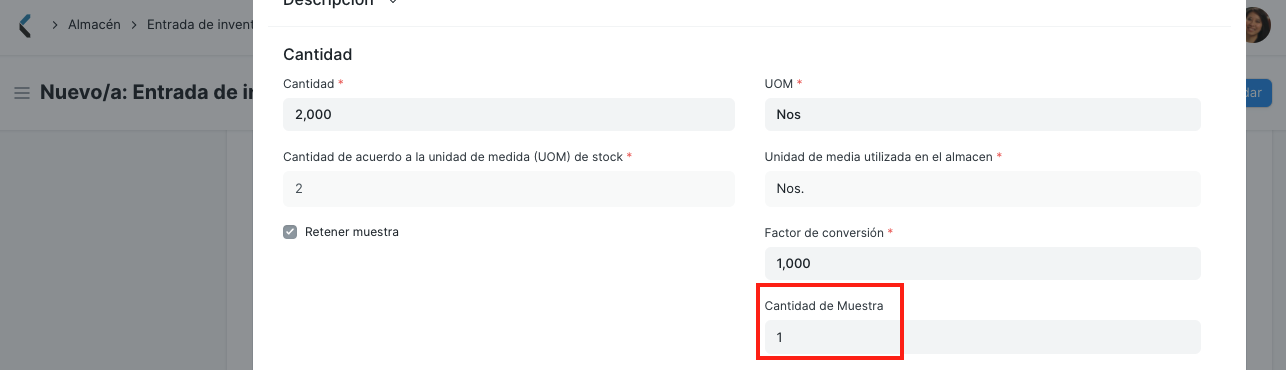 Descripción
Almacén
Entrada de invent
Nuevo/a: Entrada de in
dar
Cantidad
Cantidad *
2,000
UOM *
Nos
Cantidad de acuerdo a la unidad de medida (UOM) de stock *
2
Unidad de media utilizada en el almacen *
Nos.
Retener muestra
Factor de conversión *
1,000
Cantidad de Muestra
1